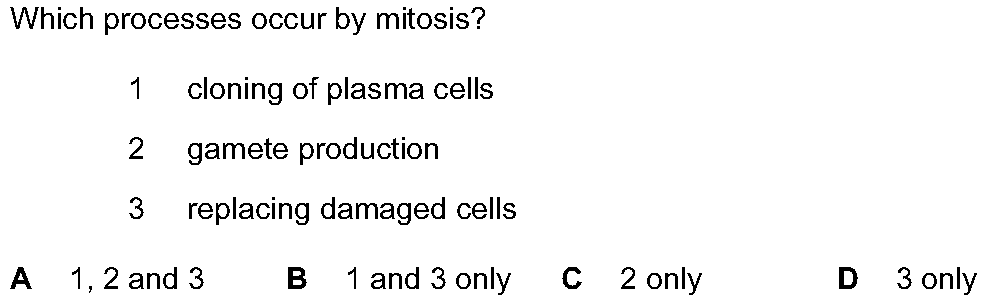 Which processes occur by mitosis?
1 cloning of plasma cells
2 gamete production
3 replacing damaged cells
A 1, 2 and 3 B 1 and 3 only C 2 only D 3 only